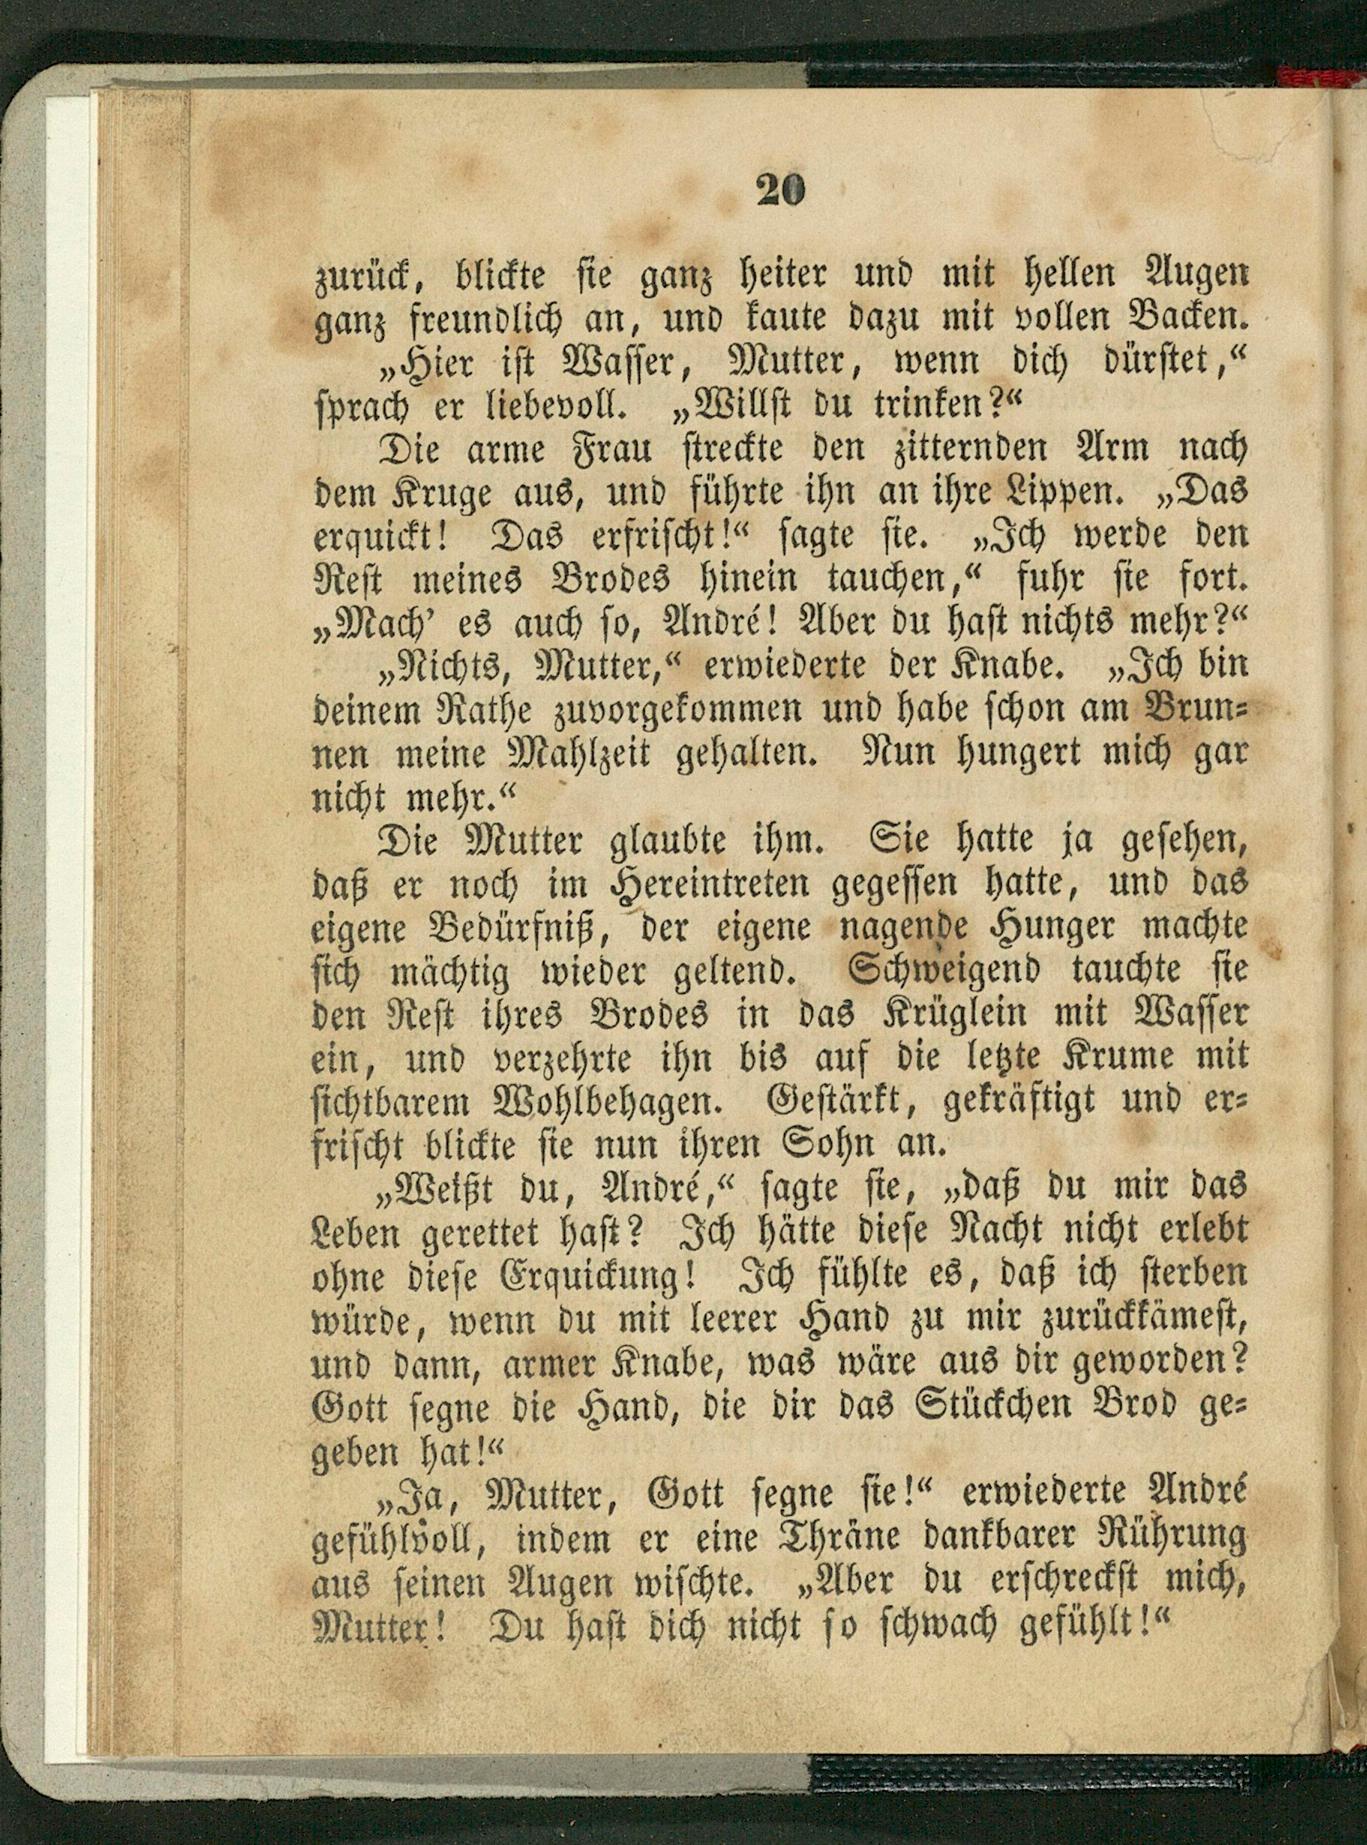 20
zurück, blickte sie ganz heiter und mit hellen Augen
ganz freundlich an, und kaute dazu mit vollen Backen.
„Hier ist Wasser, Mutter, wenn dich dürstet,“
sprach er liebevoll. „Willst du trinken?“
Die arme Frau streckte den zitternden Arm nach
dem Kruge aus, und führte ihn an ihre Lippen. „Das
erquickt! Das erfrischt!“ sagte sie. „Ich werde den
Rest meines Brodes hinein tauchen,“ fuhr sie fort.
„Mach’ es auch so, André! Aber du hast nichts mehr?“
„Nichts, Mutter,“ erwiederte der Knabe. „Ich bin
deinem Rathe zuvorgekommen und habe schon am Brun-
nen meine Mahlzeit gehalten. Nun hungert mich gar
nicht mehr.“
Die Mutter glaubte ihm. Sie hatte ja gesehen,
daß er noch im Hereintreten gegessen hatte, und das
eigene Bedürfniß, der eigene nagende Hunger machte
sich mächtig wieder geltend. Schweigend tauchte sie
den Rest ihres Brodes in das Krüglein mit Wasser
ein, und verzehrte ihn bis auf die letzte Krume mit
sichtbarem Wohlbehagen. Gestärkt, gekräftigt und er-
frischt blickte sie nun ihren Sohn an.
„Weißt du, André,“ sagte sie, „daß du mir das
Leben gerettet hast? Ich hätte diese Nacht nicht erlebt
ohne diese Erquickung! Ich fühlte es, daß ich sterben
würde, wenn du mit leerer Hand zu mir zurückkämest,
und dann, armer Knabe, was wäre aus dir geworden?
Gott segne die Hand, die dir das Stückchen Brod ge-
geben hat!“
„Ja, Mutter, Gott segne sie!“ erwiederte André
gefühlvoll, indem er eine Thräne dankbarer Rührung
aus seinen Augen wischte. „Aber du erschreckst mich,
Mutter! Du hast dich nicht so schwach gefühlt!“